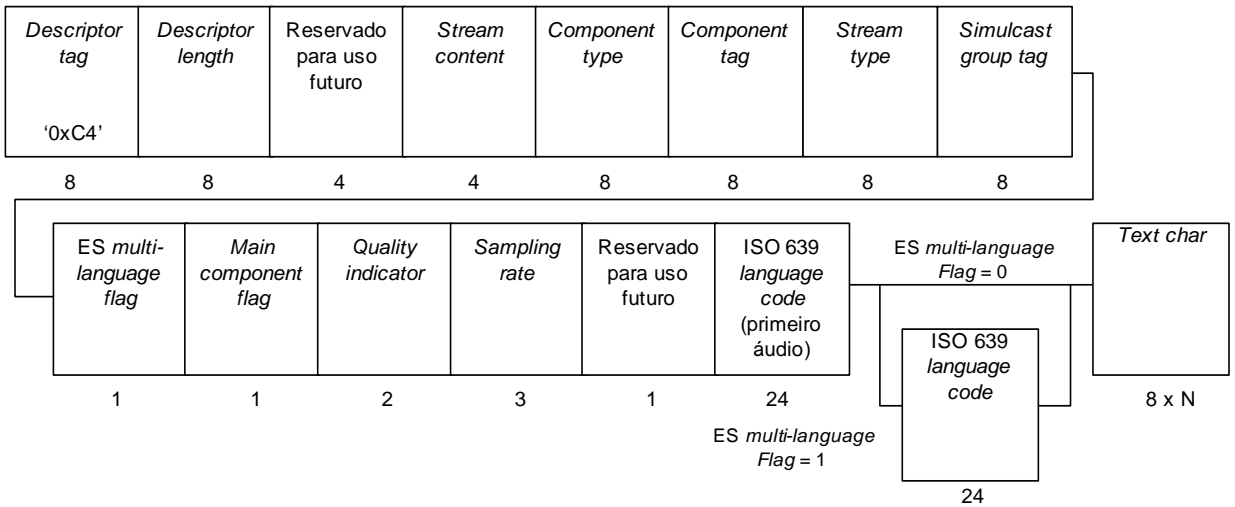 Descriptor
tag
'0xC4'
Descriptor
length
Reservado
para uso
futuro
Stream
content
Component
type
Component
tag
Stream
type
Simulcast
group tag
8
8
4
4
8
8
8
8
ES multi-
language
flag
Main
component
flag
Quality
indicator
Sampling
rate
Reservado
para uso
futuro
ISO 639
language
code
(primeiro
áudio)
ES multi-language
Flag = 0
ISO 639
language
code
Text char
1
1
2
3
1
24
8 x N
ES multi-language
Flag = 1
24